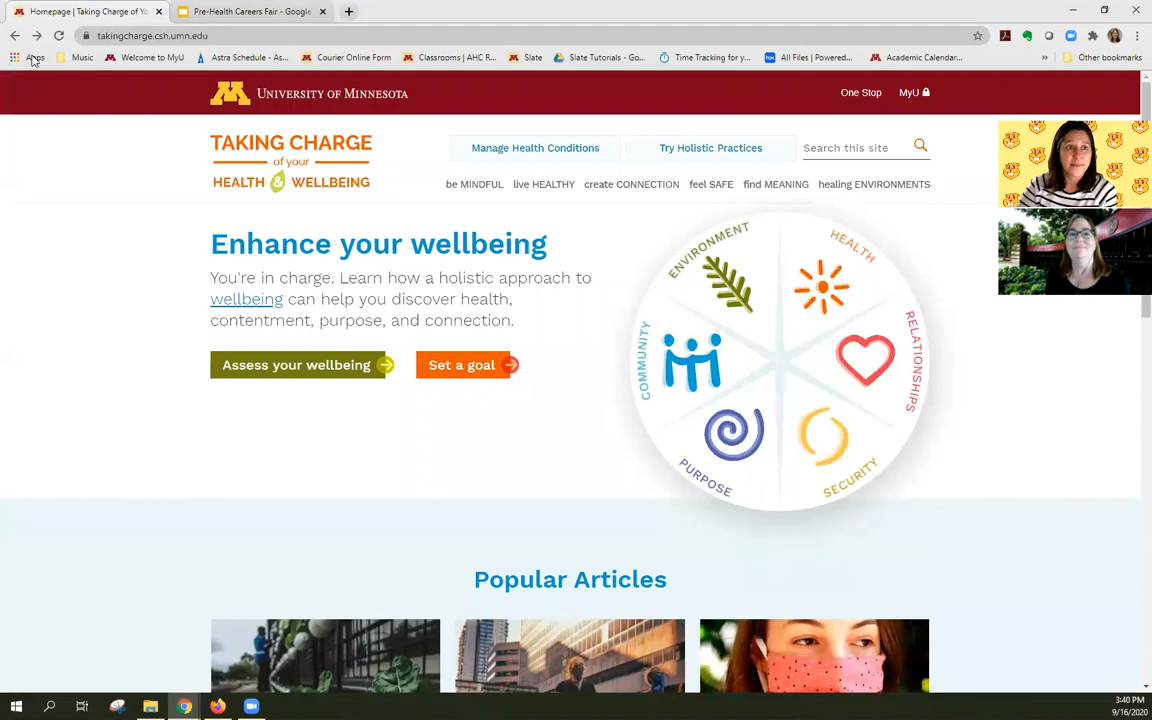 Homepage | Taking Charge of Yo
Pre-Health Careers Fair - Google
takingcharge.csh.umn.edu
Apps
Music
Welcome to MyU
Astra Schedule - As...
Courier Online Form
Classrooms | AHC R...
Slate
Slate Tutorials - Go...
Time Tracking for y...
All Files | Powered...
Academic Calendar...
Other bookmarks
UNIVERSITY OF MINNESOTA
One Stop
MyU
TAKING CHARGE
of your
HEALTH & WELLBEING
Manage Health Conditions
Try Holistic Practices
Search this site
be MINDFUL
live HEALTHY
create CONNECTION
feel SAFE
find MEANING
healing ENVIRONMENTS
Enhance your wellbeing
You're in charge. Learn how a holistic approach to
wellbeing can help you discover health,
contentment, purpose, and connection.
Assess your wellbeing
Set a goal
ENVIRONMENT
HEALTH
RELATIONSHIPS
SECURITY
PURPOSE
COMMUNITY
Popular Articles
3:40 PM
9/16/2020